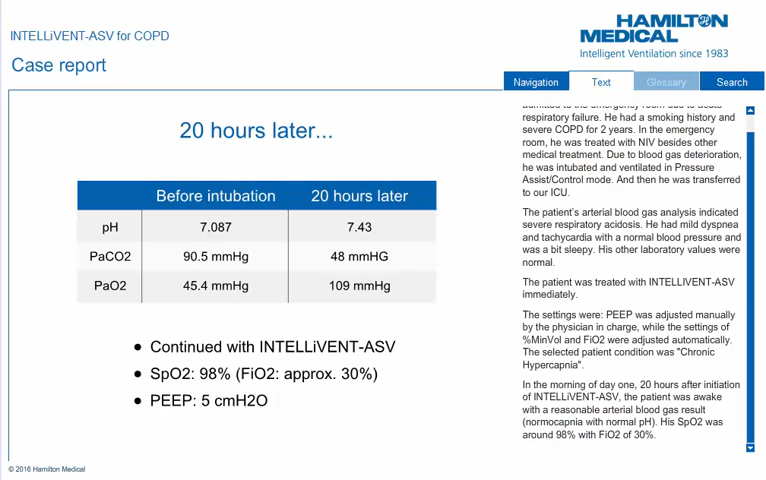 INTELLiVENT-ASV for COPD
Case report
HAMILTON
MEDICAL
Intelligent Ventilation since 1983
Navigation
Text
Glossary
Search
20 hours later...
Before intubation 20 hours later
pH 7.087 7.43
PaCO2 90.5 mmHg 48 mmHG
PaO2 45.4 mmHg 109 mmHg
● Continued with INTELLiVENT-ASV
● SpO2: 98% (FiO2: approx. 30%)
● PEEP: 5 cmH2O
admitted to the emergency room due to acute
respiratory failure. He had a smoking history and
severe COPD for 2 years. In the emergency
room, he was treated with NIV besides other
medical treatment. Due to blood gas deterioration,
he was intubated and ventilated in Pressure
Assist/Control mode. And then he was transferred
to our ICU.
The patient's arterial blood gas analysis indicated
severe respiratory acidosis. He had mild dyspnea
and tachycardia with a normal blood pressure and
was a bit sleepy. His other laboratory values were
normal.
The patient was treated with INTELLIVENT-ASV
immediately.
The settings were: PEEP was adjusted manually
by the physician in charge, while the settings of
%MinVol and FiO2 were adjusted automatically.
The selected patient condition was "Chronic
Hypercapnia".
In the morning of day one, 20 hours after initiation
of INTELLiVENT-ASV, the patient was awake
with a reasonable arterial blood gas result
(normocapnia with normal pH). His SpO2 was
around 98% with FiO2 of 30%.
© 2016 Hamilton Medical